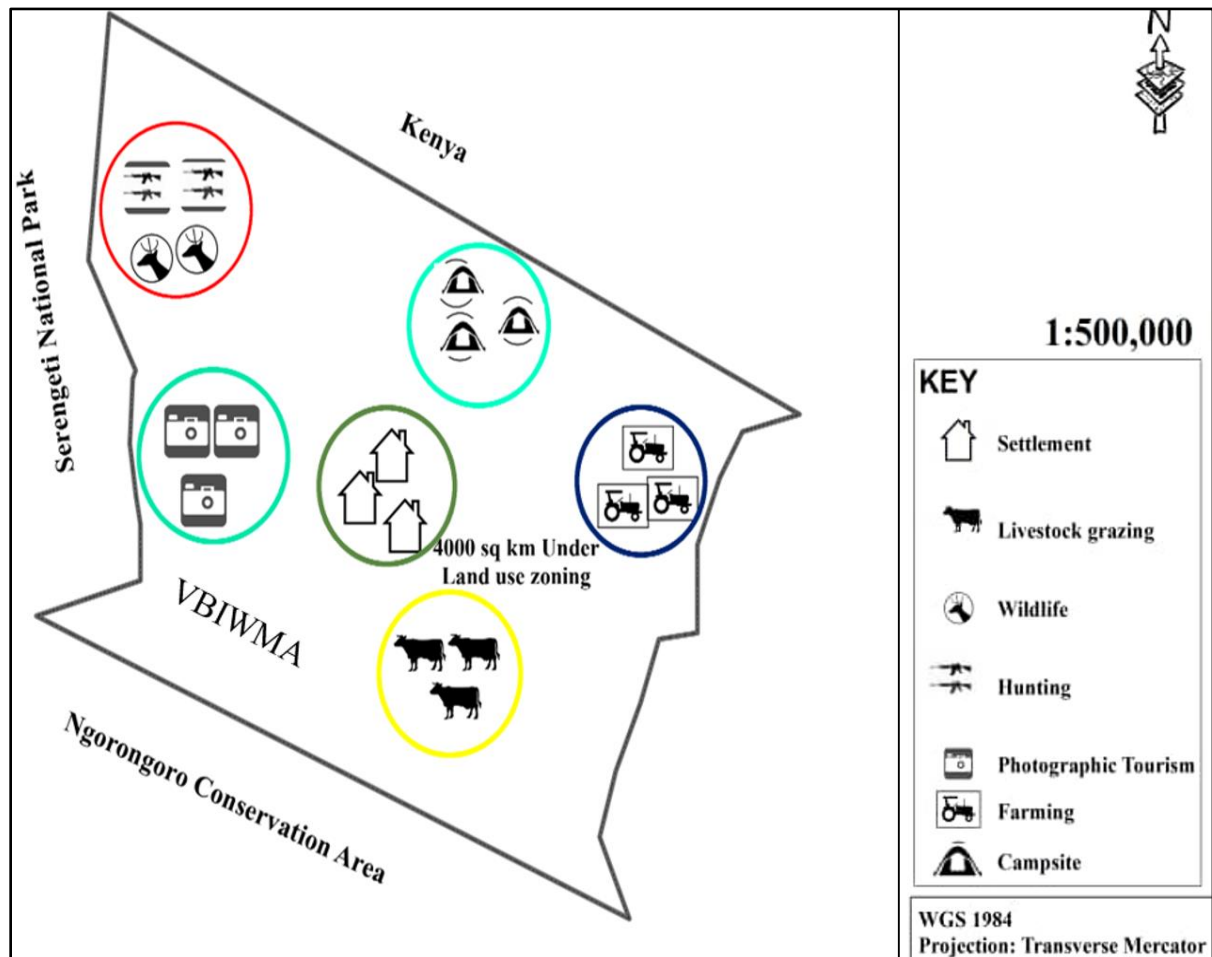 Kenya
Serengeti National Park
4000 sq km Under
Land use zoning
VBIWMA
Ngorongoro Conservation Area
N
1:500,000
KEY
Settlement
Livestock grazing
Wildlife
Hunting
Photographic Tourism
Farming
Campsite
WGS 1984
Projection: Transverse Mercator